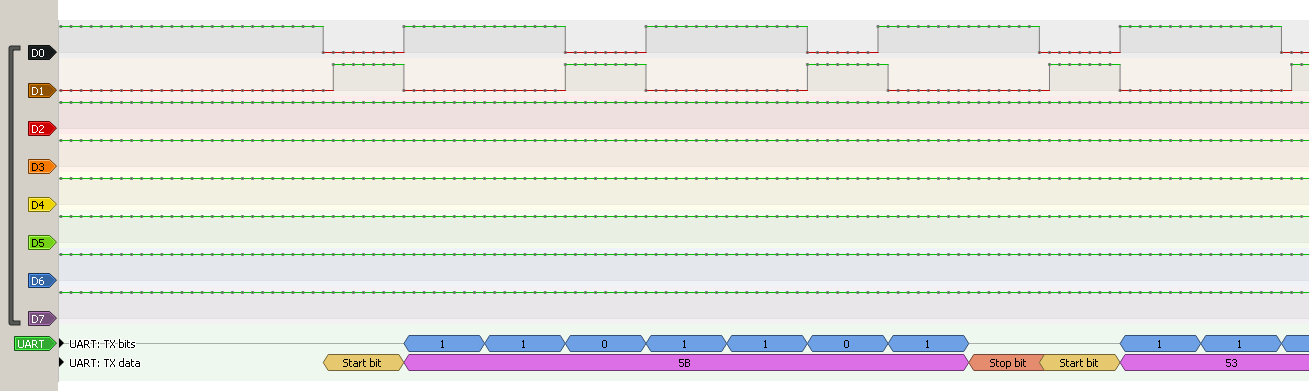 D0
D1
D2
D3
D4
D5
D6
D7
UART UART: TX bits 1 1 0 1 1 0 1 1 1
UART: TX data Start bit 5B Stop bit Start bit 53